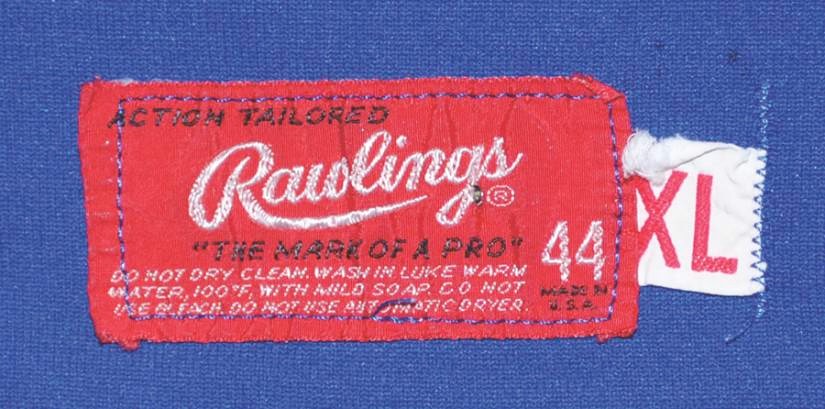 ACTION TAILORED
Rawlings®
"THE MARK OF A PRO"
44
XL
DO NOT DRY CLEAN. WASH IN LUKE WARM
WATER, 100°F, WITH MILD SOAP. DO NOT
USE BLEACH. DO NOT USE AUTOMATIC DRYER.
MADE IN
U.S.A.